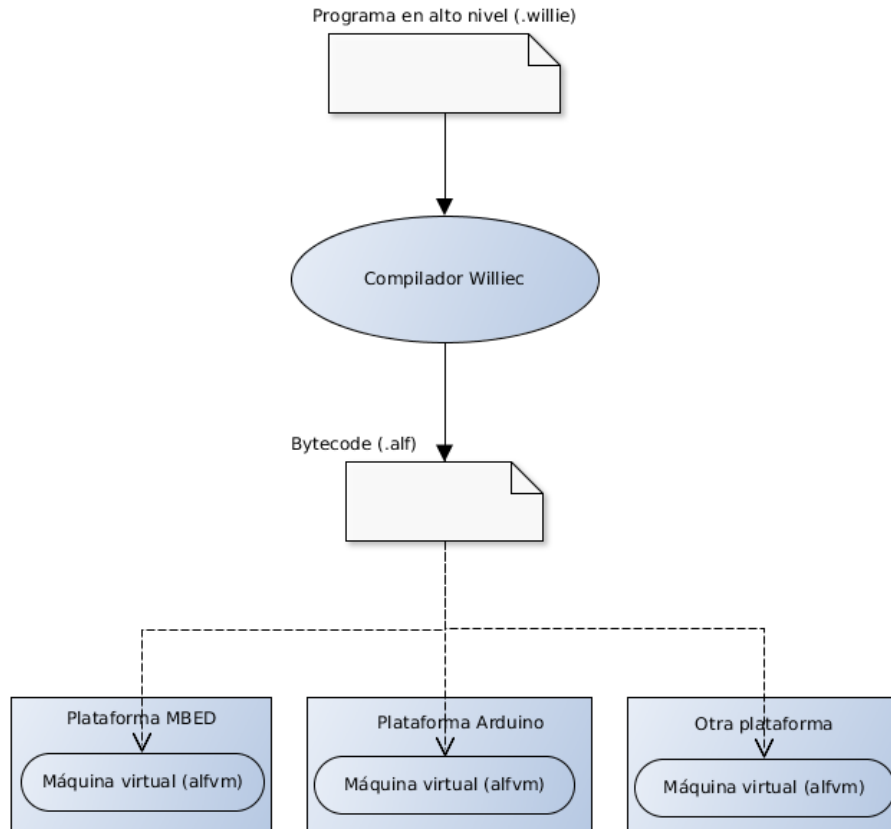 Programa en alto nivel (.willie)
Compilador Williec
Bytecode (.alf)
Plataforma MBED
Máquina virtual (alfvm)
Plataforma Arduino
Máquina virtual (alfvm)
Otra plataforma
Máquina virtual (alfvm)